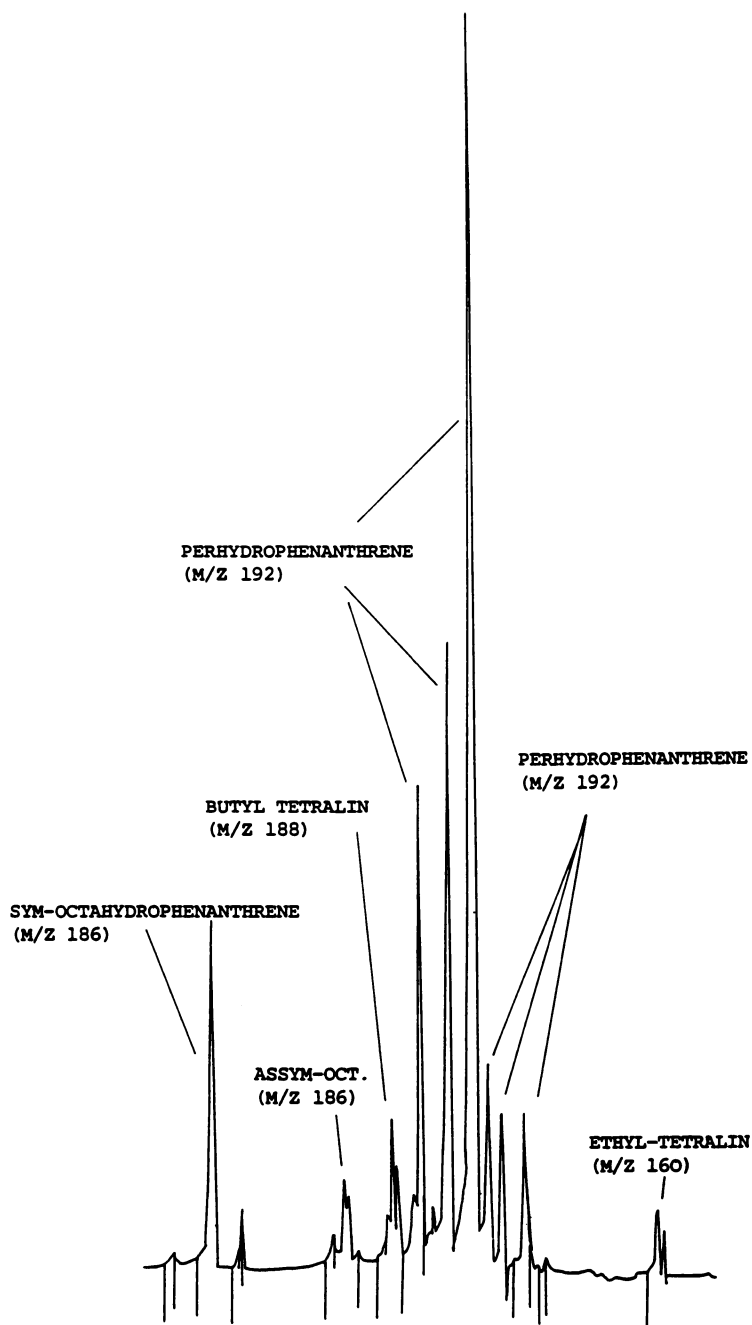 PERHYDROPHENANTHRENE
(M/Z 192)
PERHYDROPHENANTHRENE
(M/Z 192)
BUTYL TETRALIN
(M/Z 188)
SYM-OCTAHYDROPHENANTHRENE
(M/Z 186)
ASSYM-OCT.
(M/Z 186)
ETHYL-TETRALIN
(M/Z 160)